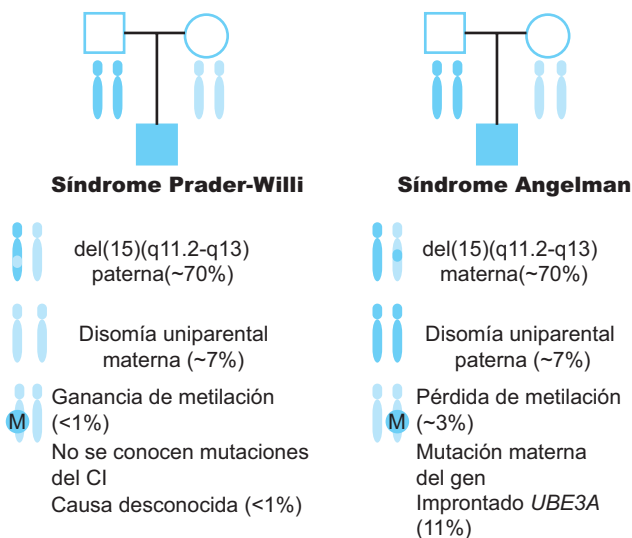 Síndrome Prader-Willi
del(15)(q11.2-q13)
paterna(~70%)
Disomía uniparental
materna (~7%)
M
Ganancia de metilación
(<1%)
No se conocen mutaciones
del CI
Causa desconocida (<1%)
Síndrome Angelman
del(15)(q11.2-q13)
materna(~70%)
Disomía uniparental
paterna (~7%)
M
Pérdida de metilación
(~3%)
Mutación materna
del gen
Improntado UBE3A
(11%)